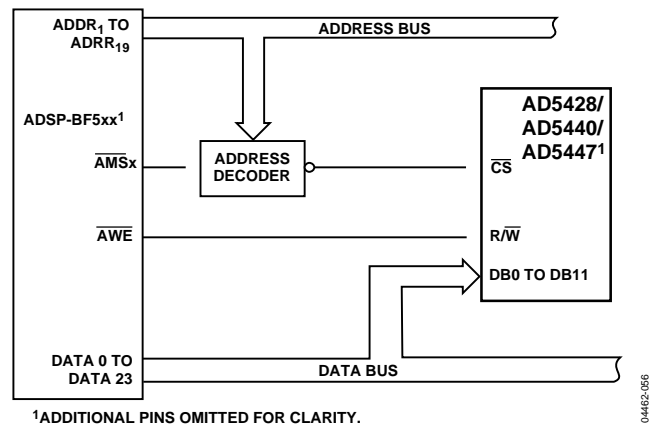 ADDR1 TO
ADRR19
ADDRESS BUS
ADSP-BF5xx1
AD5428/
AD5440/
AD54471
AMSx
ADDRESS
DECODER
CS
AWE
R/W
DB0 TO DB11
DATA 0 TO
DATA 23
DATA BUS
1ADDITIONAL PINS OMITTED FOR CLARITY.
04462-056